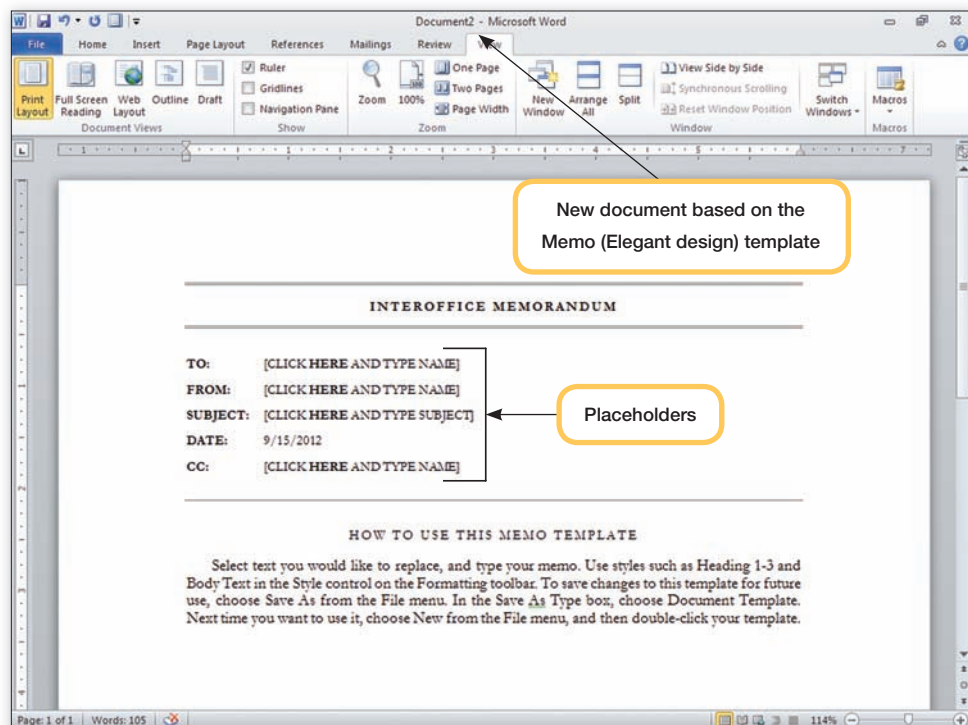 Document2 - Microsoft Word
File Home Insert Page Layout References Mailings Review View
Print Layout
Full Screen Reading
Web Layout
Outline
Draft
Document Views
Ruler
Gridlines
Navigation Pane
Show
Zoom
100%
One Page
Two Pages
Page Width
Zoom
New Window
Arrange All
Split
View Side by Side
Synchronous Scrolling
Reset Window Position
Window
Switch Windows
Macros
Macros
New document based on the
Memo (Elegant design) template
INTEROFFICE MEMORANDUM
TO: [CLICK HERE AND TYPE NAME]
FROM: [CLICK HERE AND TYPE NAME]
SUBJECT: [CLICK HERE AND TYPE SUBJECT]
DATE: 9/15/2012
CC: [CLICK HERE AND TYPE NAME]
Placeholders
HOW TO USE THIS MEMO TEMPLATE
Select text you would like to replace, and type your memo. Use styles such as Heading 1-3 and
Body Text in the Style control on the Formatting toolbar. To save changes to this template for future
use, choose Save As from the File menu. In the Save As Type box, choose Document Template.
Next time you want to use it, choose New from the File menu, and then double-click your template.
Page: 1 of 1 Words: 105 114%